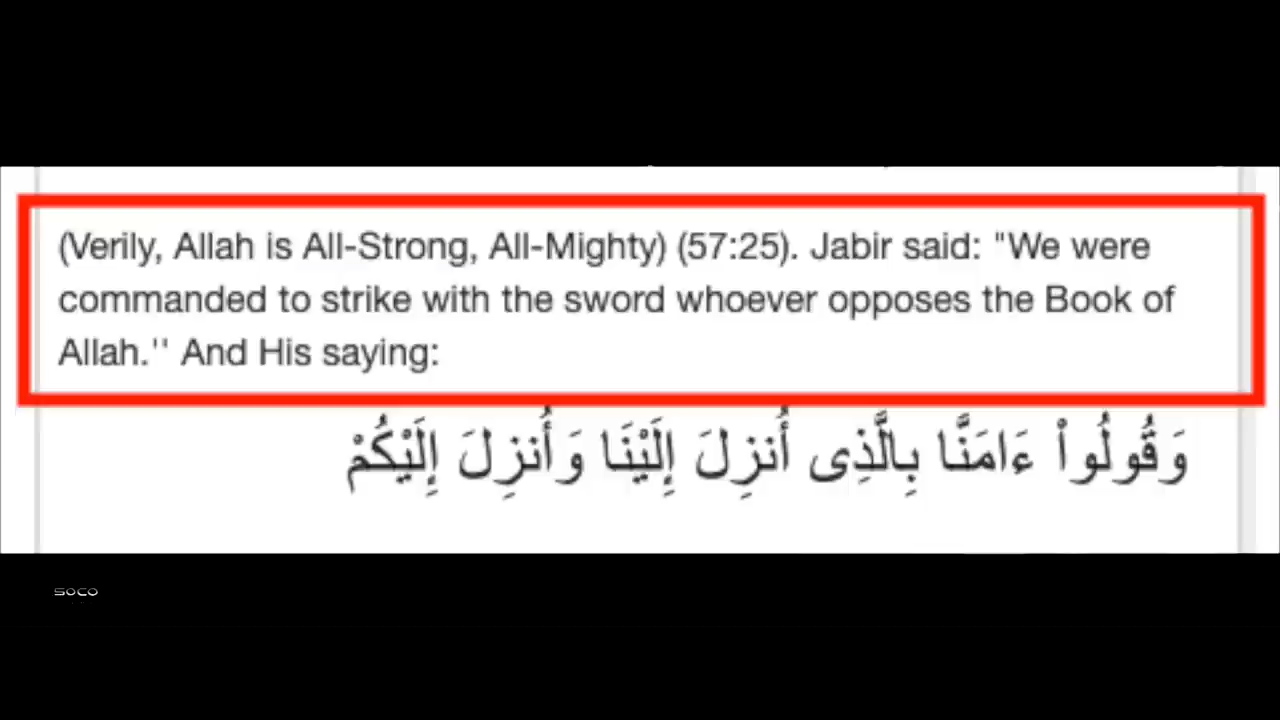 (Verily, Allah is All-Strong, All-Mighty) (57:25). Jabir said: "We were
commanded to strike with the sword whoever opposes the Book of
Allah.'' And His saying:
وَقُولُواْ ءَامَنَّا بِالَّذِى أُنزِلَ إِلَيْنَا وَأُنزِلَ إِلَيْكُمْ
SOCO